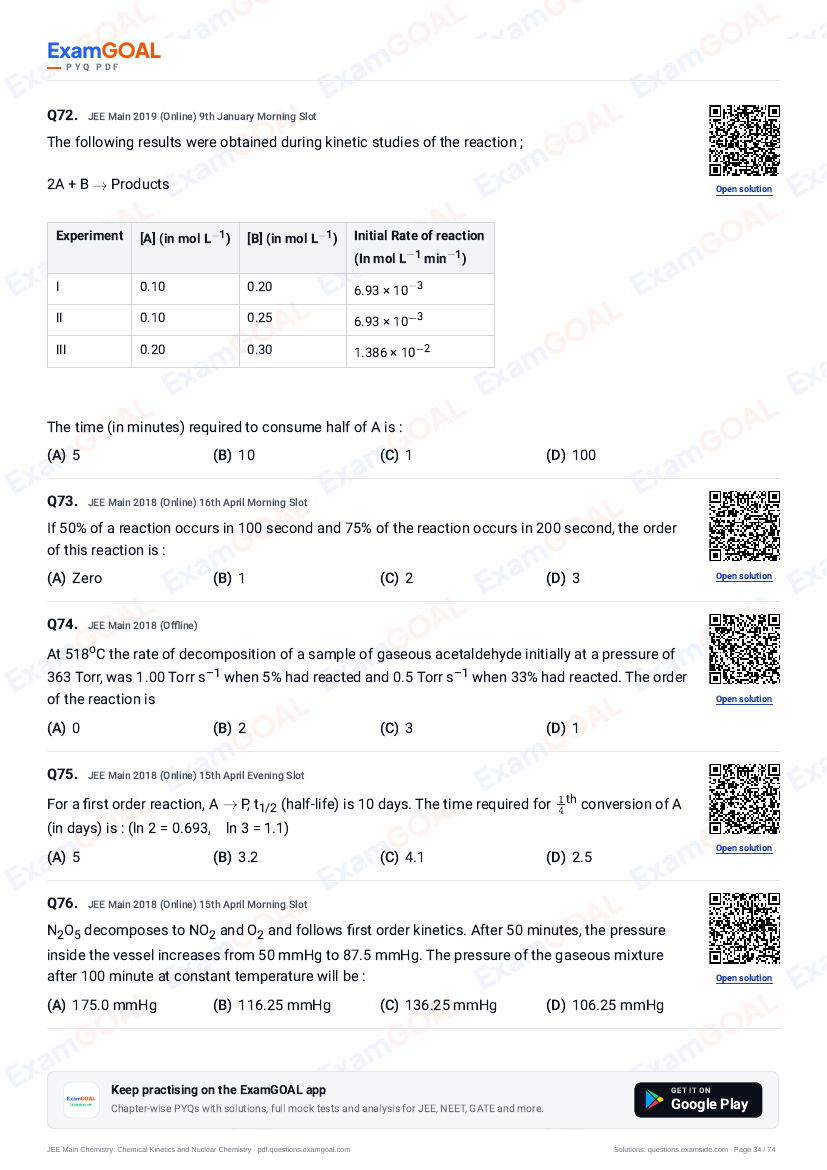 ExamGOAL
PYQ PDF
Q72. JEE Main 2019 (Online) 9th January Morning Slot
The following results were obtained during kinetic studies of the reaction ;
2A + B → Products
Experiment [A] (in mol L⁻¹) [B] (in mol L⁻¹) Initial Rate of reaction
(In mol L⁻¹ min⁻¹)
I 0.10 0.20 6.93 × 10⁻³
II 0.10 0.25 6.93 × 10⁻³
III 0.20 0.30 1.386 × 10⁻²
Open solution
The time (in minutes) required to consume half of A is :
(A) 5 (B) 10 (C) 1 (D) 100
Q73. JEE Main 2018 (Online) 16th April Morning Slot
If 50% of a reaction occurs in 100 second and 75% of the reaction occurs in 200 second, the order
of this reaction is :
(A) Zero (B) 1 (C) 2 (D) 3
Open solution
Q74. JEE Main 2018 (Offline)
At 518ᵒC the rate of decomposition of a sample of gaseous acetaldehyde initially at a pressure of
363 Torr, was 1.00 Torr s⁻¹ when 5% had reacted and 0.5 Torr s⁻¹ when 33% had reacted. The order
of the reaction is
(A) 0 (B) 2 (C) 3 (D) 1
Open solution
Q75. JEE Main 2018 (Online) 15th April Evening Slot
For a first order reaction, A → P, t₁/₂ (half-life) is 10 days. The time required for 1/4 ᵗʰ conversion of A
(in days) is : (ln 2 = 0.693, ln 3 = 1.1)
(A) 5 (B) 3.2 (C) 4.1 (D) 2.5
Open solution
Q76. JEE Main 2018 (Online) 15th April Morning Slot
N₂O₅ decomposes to NO₂ and O₂ and follows first order kinetics. After 50 minutes, the pressure
inside the vessel increases from 50 mmHg to 87.5 mmHg. The pressure of the gaseous mixture
after 100 minute at constant temperature will be :
(A) 175.0 mmHg (B) 116.25 mmHg (C) 136.25 mmHg (D) 106.25 mmHg
Open solution
ExamGOAL
Keep practising on the ExamGOAL app
Chapter-wise PYQs with solutions, full mock tests and analysis for JEE, NEET, GATE and more.
GET IT ON
Google Play
JEE Main Chemistry: Chemical Kinetics and Nuclear Chemistry · pdf.questions.examgoal.com
Solutions: questions.examside.com · Page 34 / 74